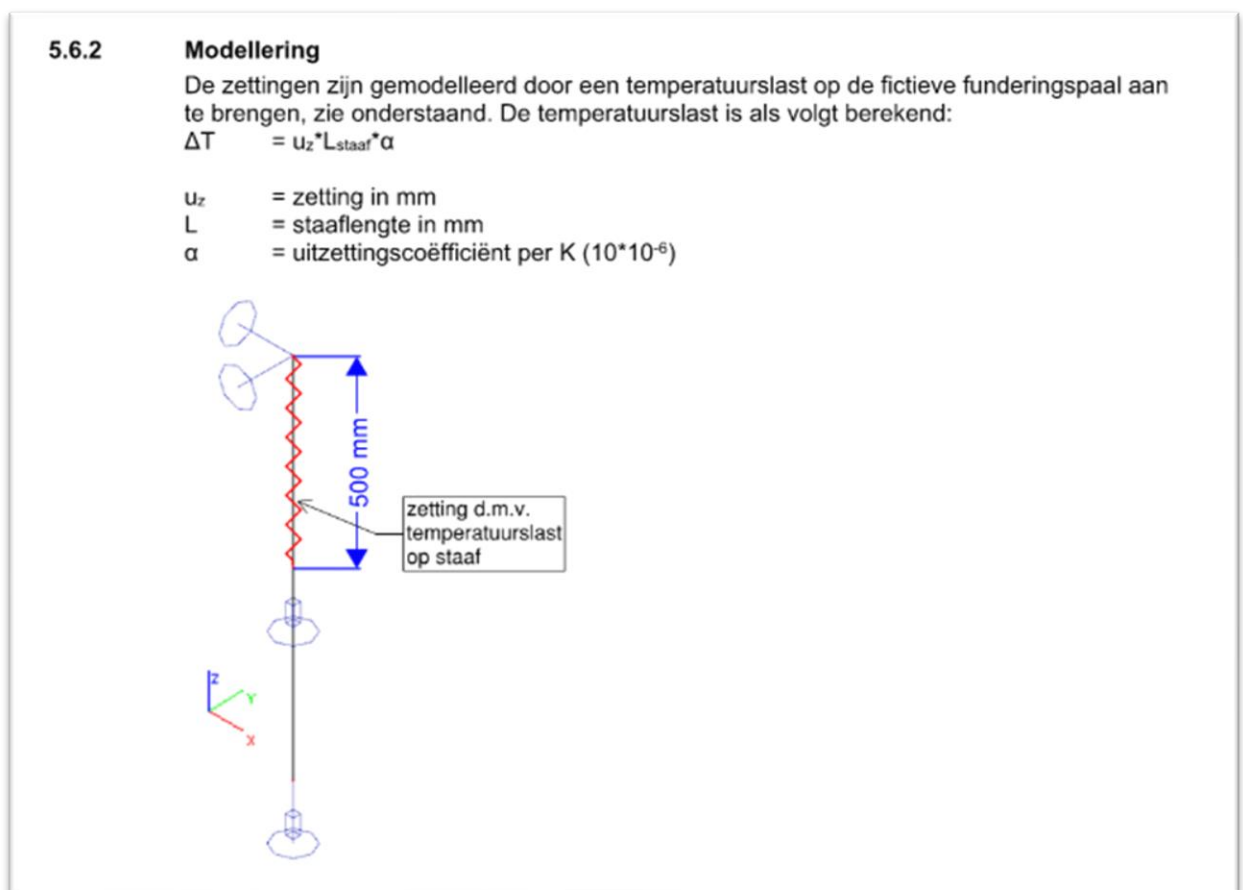 5.6.2 Modellering
De zettingen zijn gemodelleerd door een temperatuurslast op de fictieve funderingspaal aan
te brengen, zie onderstaand. De temperatuurslast is als volgt berekend:
ΔT = uz*Lstaaf*α
uz = zetting in mm
L = staaflengte in mm
α = uitzettingscoëfficiënt per K (10*10⁻⁶)
500 mm
zetting d.m.v.
temperatuurslast
op staaf
Z
Y
X